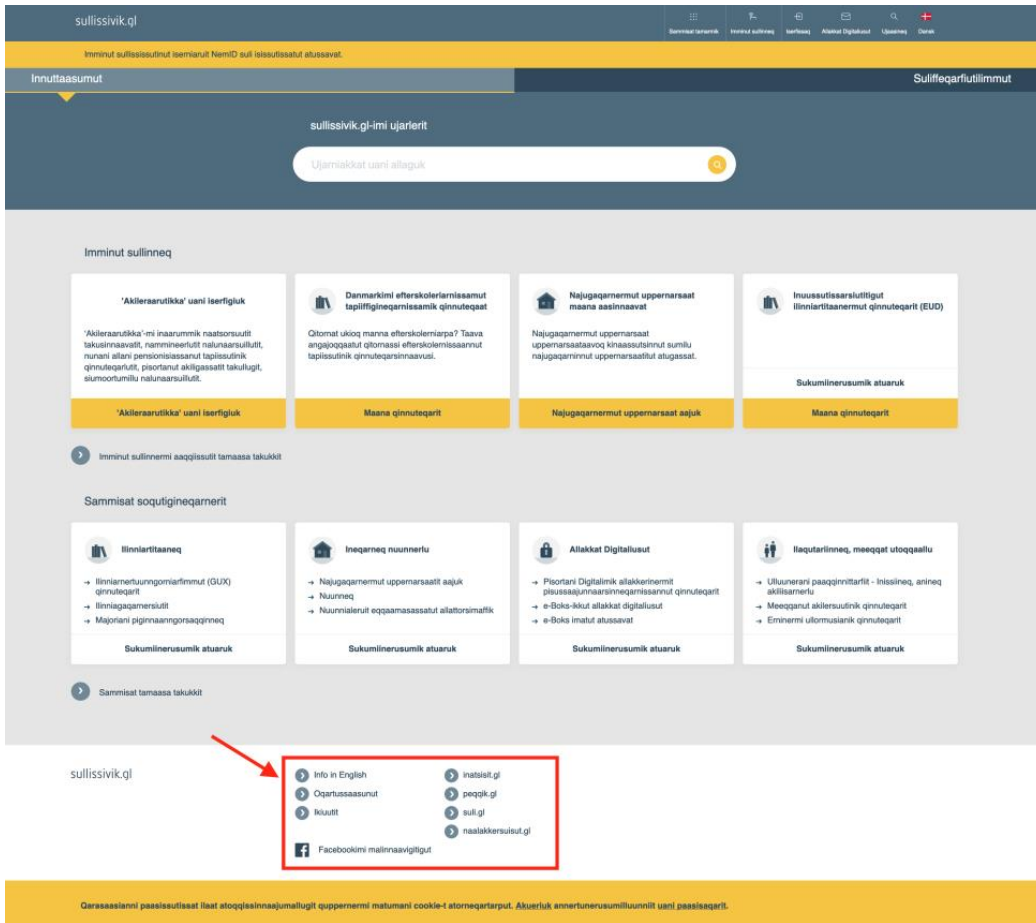 sullissivik.gl
Sammisat tamarmik
Imminut sullinneq
Iserfissaq
Allakkat Digitaliusut
Ujaasineq
Dansk
Imminut sullississutinut iserniaruit NemID suli isissutissatut atussavat.
Innuttaasumut
Suliffeqarfiutilimmut
sullissivik.gl-imi ujarlerit
Ujarniakkat uani allaguk
Imminut sullinneq
'Akileraarutikka' uani iserfigiuk
'Akileraarutikka'-mi inaarummik naatsorsuutit
takusinnaavatit, nammineerlutit nalunaarsuillutit,
nunani allani pensionisiassanut tapiissutinik
qinnuteqarlutit, pisortanut akiligassatit takullugit,
siumoortumillu nalunaarsuillutit.
'Akileraarutikka' uani iserfigiuk
Danmarkimi efterskoleriarnissamut
tapiiffigineqarnissamik qinnuteqaat
Qitornat ukioq manna efterskolerniarpa? Taava
angajoqqaatut qitornassi efterskolernissaannut
tapiissutinik qinnuteqarsinnaavusi.
Maana qinnuteqarit
Najugaqarnermut uppernarsaat
maana aasinnaavat
Najugaqarnermut uppernarsaat
uppernarsaataavoq kinaassutsinnut sumilu
najugaqarninnut uppernarsaatitut atugassat.
Najugaqarnermut uppernarsaat aajuk
Inuussutissarsiutitigut
ilinniartitaanermut qinnuteqarit (EUD)
Sukumiinerusumik atuaruk
Maana qinnuteqarit
Imminut sullinnermi aaqqiissutit tamaasa takukkit
Sammisat soqutigineqarnerit
Ilinniartitaaneq
Ilinniarnertuunngorniarfimmut (GUX)
qinnuteqarit
Ilinniagaqarnersiutit
Majoriani piginnaanngorsaqqinneq
Sukumiinerusumik atuaruk
Ineqarneq nuunnerlu
Najugaqarnermut uppernarsaatit aajuk
Nuunneq
Nuunnialeruit eqqaamasassatut allattorsimaffik
Sukumiinerusumik atuaruk
Allakkat Digitaliusut
Pisortani Digitalimik allakkerinermit
pisussaajunnaarsinneqarnissannut qinnuteqarit
e-Boks-ikkut allakkat digitaliusut
e-Boks imatut atussavat
Sukumiinerusumik atuaruk
Ilaqutariinneq, meeqqat utoqqaallu
Ulluunerani paaqqinnittarfiit - Inissiineq, anineq
akiliisarnerlu
Meeqqanut akilersuutinik qinnuteqarit
Erninermi ullormusianik qinnuteqarit
Sukumiinerusumik atuaruk
Sammisat tamaasa takukkit
sullissivik.gl
Info in English
Oqartussaasunut
Ikiuutit
Facebookimi malinnaavigitigut
inatsisit.gl
peqqik.gl
suli.gl
naalakkersuisut.gl
Qarasaasianni paasissutissat ilaat atoqqissinnaajumallugit quppernermi matumani cookie-t atorneqartarput. Akueriuk annertunerusumilluunniit uani paasisaqarit.